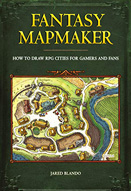 FANTASY
MAPMAKER
HOW TO DRAW RPG CITIES FOR GAMERS AND FANS
JARED BLANDO